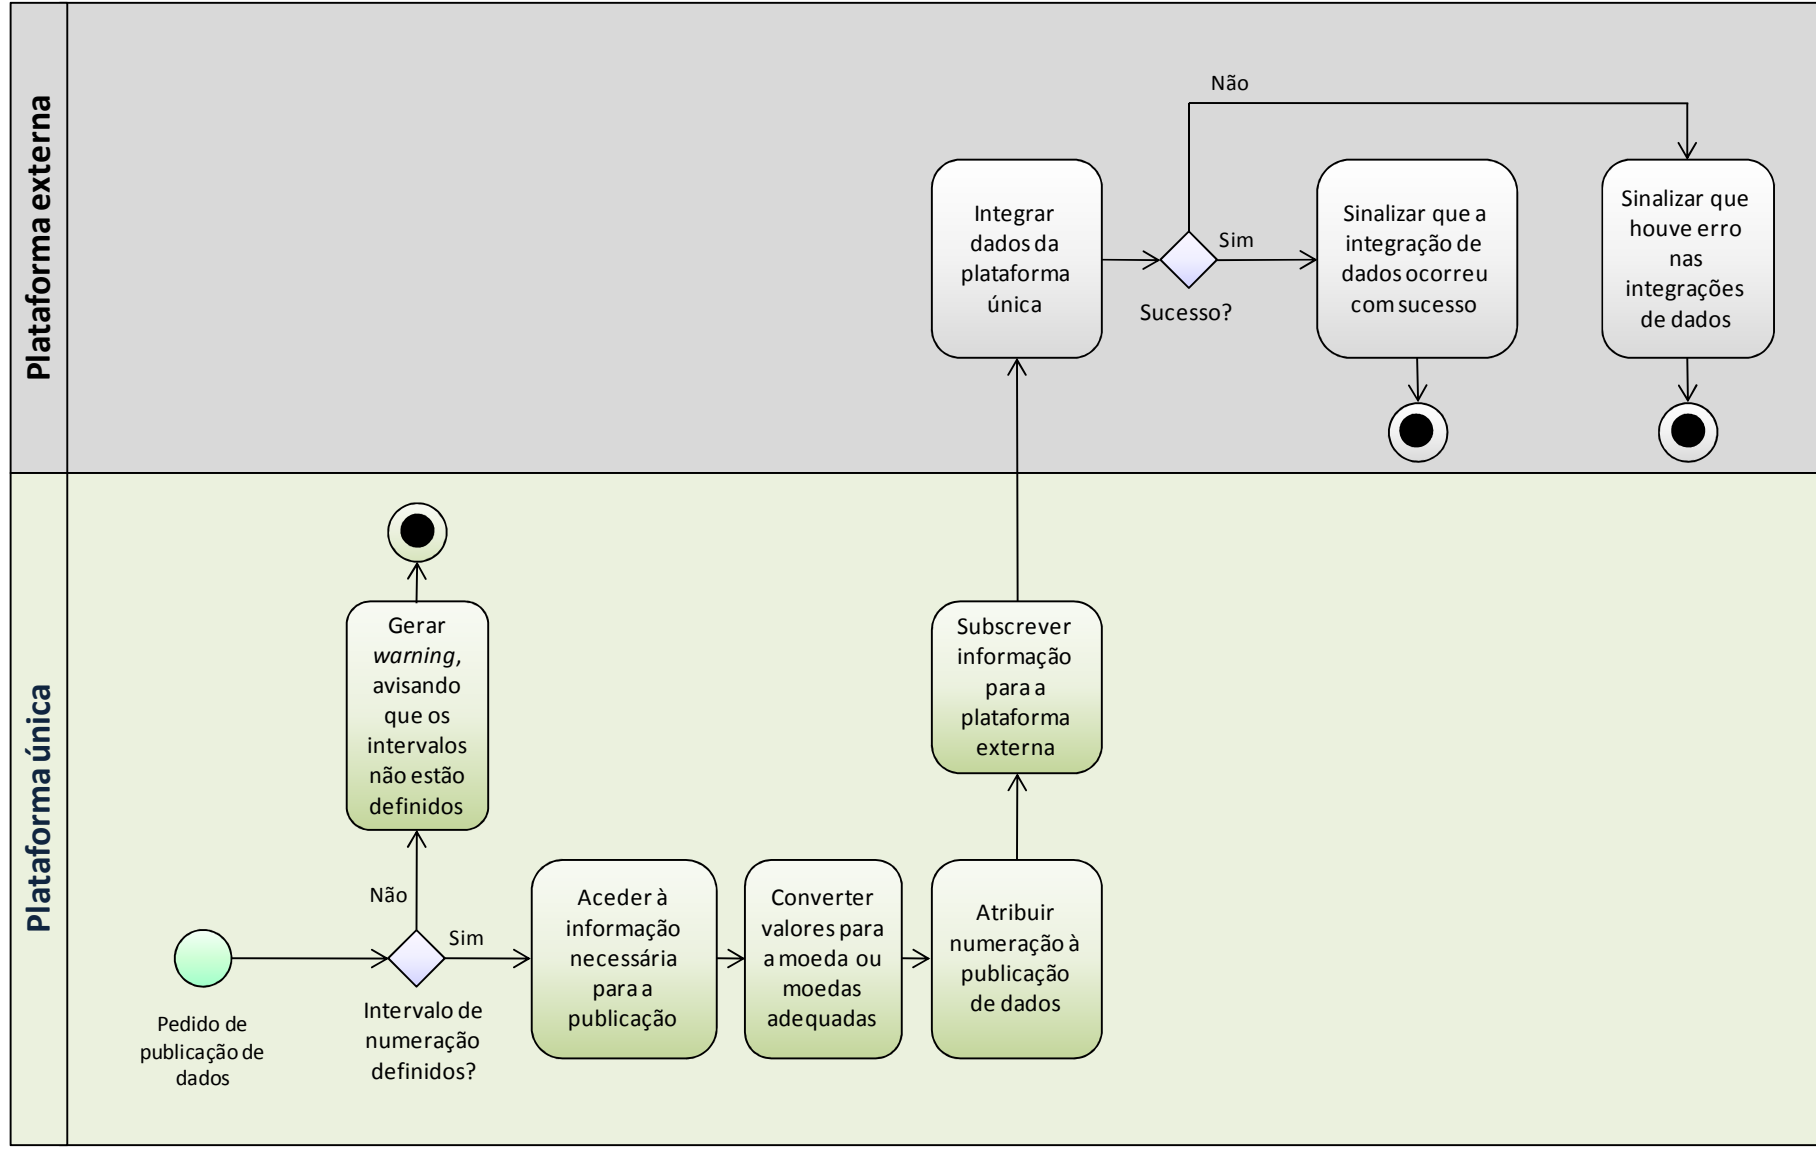 Plataforma externa
Não
Integrar
dados da
plataforma
única
Sim
Sucesso?
Sinalizar que a
integração de
dados ocorreu
com sucesso
Sinalizar que
houve erro
nas
integrações
de dados
Plataforma única
Gerar
warning,
avisando
que os
intervalos
não estão
definidos
Subscrever
informação
para a
plataforma
externa
Não
Sim
Pedido de
publicação de
dados
Intervalo de
numeração
definidos?
Aceder à
informação
necessária
para a
publicação
Converter
valores para
a moeda ou
moedas
adequadas
Atribuir
numeração à
publicação
de dados